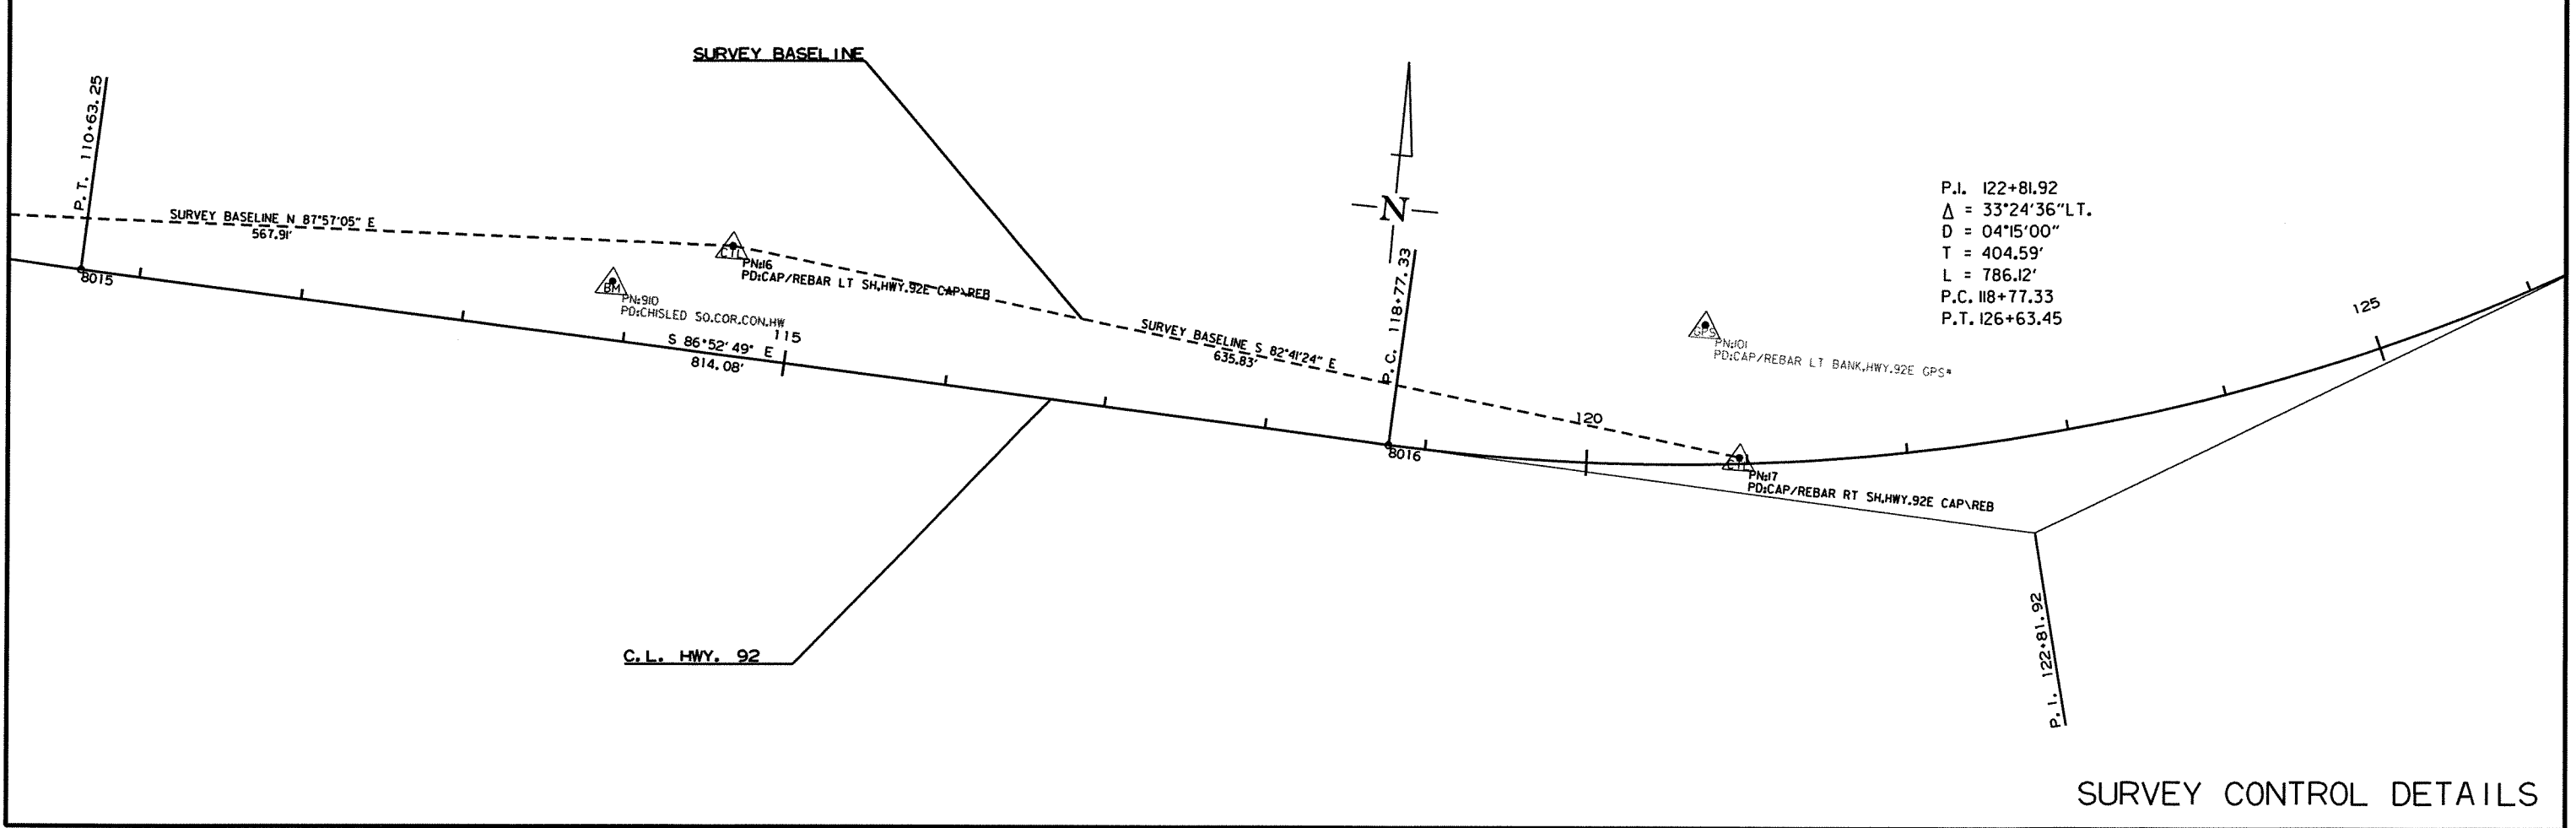 SURVEY BASELINE
P.T. 110+63.25
SURVEY BASELINE N 87°57'05" E
567.91'
8015
CTL
PN:16
PD:CAP/REBAR LT SH,HWY.92E CAP\REB
BM
PN:910
PD:CHISLED SO.COR.CON.HW
115
S 86°52'49" E
814.08'
SURVEY BASELINE S 82°41'24" E
635.83'
N
P.C. 118+77.33
8016
120
GPS
PN:101
PD:CAP/REBAR LT BANK,HWY.92E GPS*
CTL
PN:17
PD:CAP/REBAR RT SH,HWY.92E CAP\REB
P.I. 122+81.92
Δ = 33°24'36"LT.
D = 04°15'00"
T = 404.59'
L = 786.12'
P.C. 118+77.33
P.T. 126+63.45
125
P.I. 122+81.92
C.L. HWY. 92
SURVEY CONTROL DETAILS